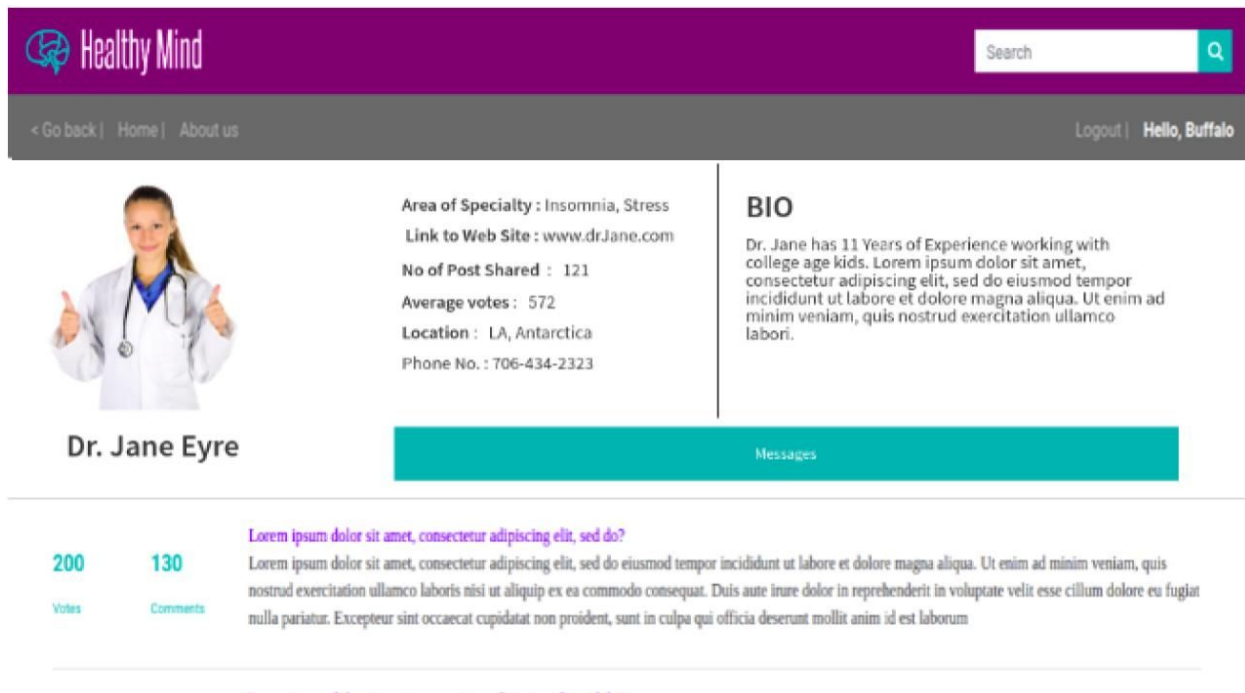 Healthy Mind
Search
< Go back | Home | About us
Logout | Hello, Buffalo
Area of Specialty : Insomnia, Stress
Link to Web Site : www.drJane.com
No of Post Shared : 121
Average votes : 572
Location : LA, Antarctica
Phone No. : 706-434-2323
BIO
Dr. Jane has 11 Years of Experience working with
college age kids. Lorem ipsum dolor sit amet,
consectetur adipiscing elit, sed do eiusmod tempor
incididunt ut labore et dolore magna aliqua. Ut enim ad
minim veniam, quis nostrud exercitation ullamco
labori.
Dr. Jane Eyre
Messages
200
Votes
130
Comments
Lorem ipsum dolor sit amet, consectetur adipiscing elit, sed do?
Lorem ipsum dolor sit amet, consectetur adipiscing elit, sed do eiusmod tempor incididunt ut labore et dolore magna aliqua. Ut enim ad minim veniam, quis
nostrud exercitation ullamco laboris nisi ut aliquip ex ea commodo consequat. Duis aute irure dolor in reprehenderit in voluptate velit esse cillum dolore eu fugiat
nulla pariatur. Excepteur sint occaecat cupidatat non proident, sunt in culpa qui officia deserunt mollit anim id est laborum